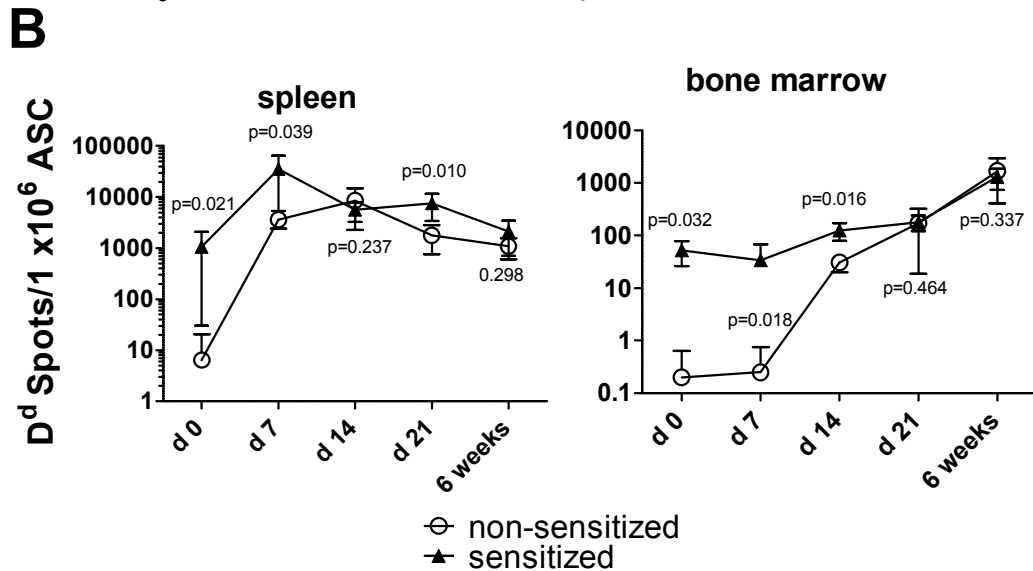 B
D^d Spots/1 x10^6 ASC
spleen
100000
10000
1000
100
10
1
p=0.021
p=0.039
p=0.237
p=0.010
0.298
d 0
d 7
d 14
d 21
6 weeks
bone marrow
10000
1000
100
10
1
0.1
p=0.032
p=0.018
p=0.016
p=0.464
p=0.337
d 0
d 7
d 14
d 21
6 weeks
non-sensitized
sensitized